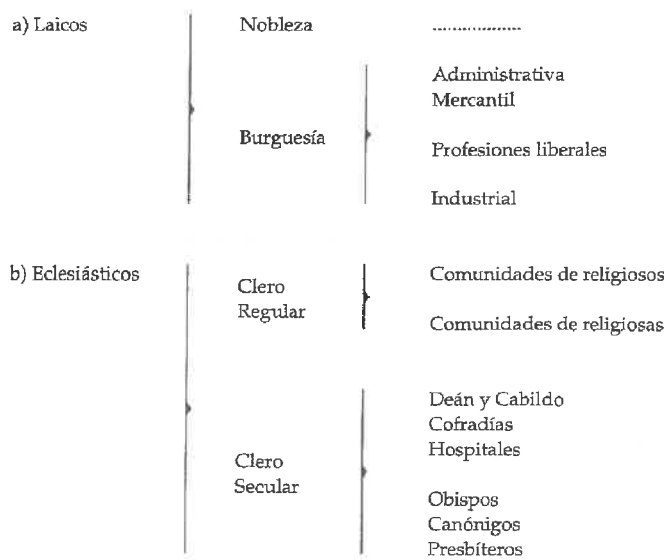 a) Laicos
Nobleza
...................
Burguesía
Administrativa
Mercantil
Profesiones liberales
Industrial
b) Eclesiásticos
Clero
Regular
Comunidades de religiosos
Comunidades de religiosas
Clero
Secular
Deán y Cabildo
Cofradías
Hospitales
Obispos
Canónigos
Presbíteros